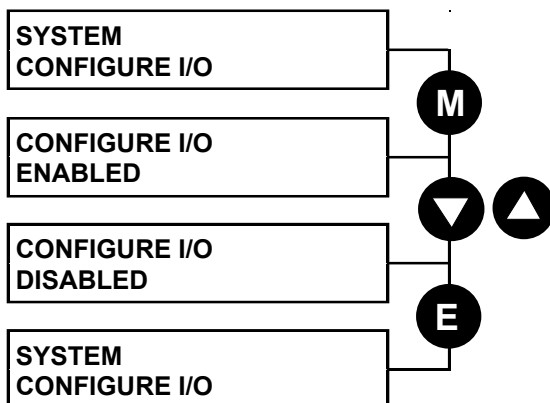 SYSTEM
CONFIGURE I/O
M
CONFIGURE I/O
ENABLED
CONFIGURE I/O
DISABLED
E
SYSTEM
CONFIGURE I/O